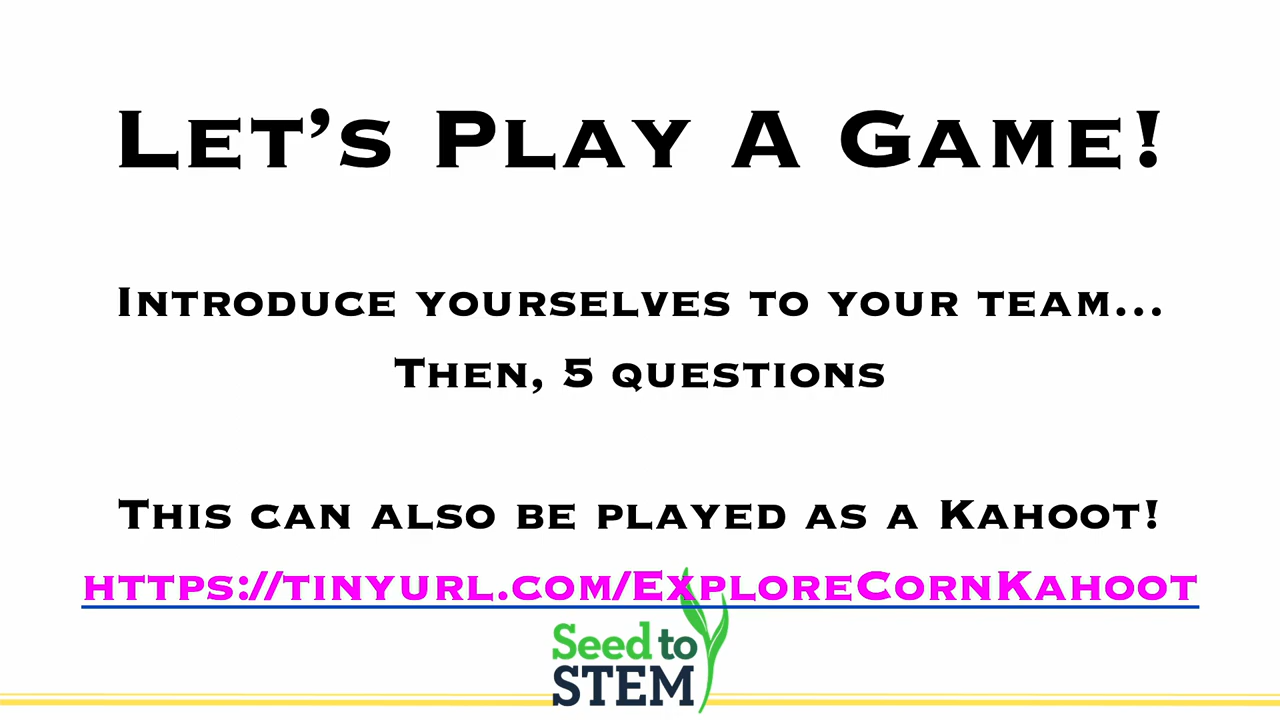 Let's Play A Game!
Introduce yourselves to your team...
Then, 5 questions
This can also be played as a Kahoot!
https://tinyurl.com/ExploreCornKahoot
Seed to
STEM